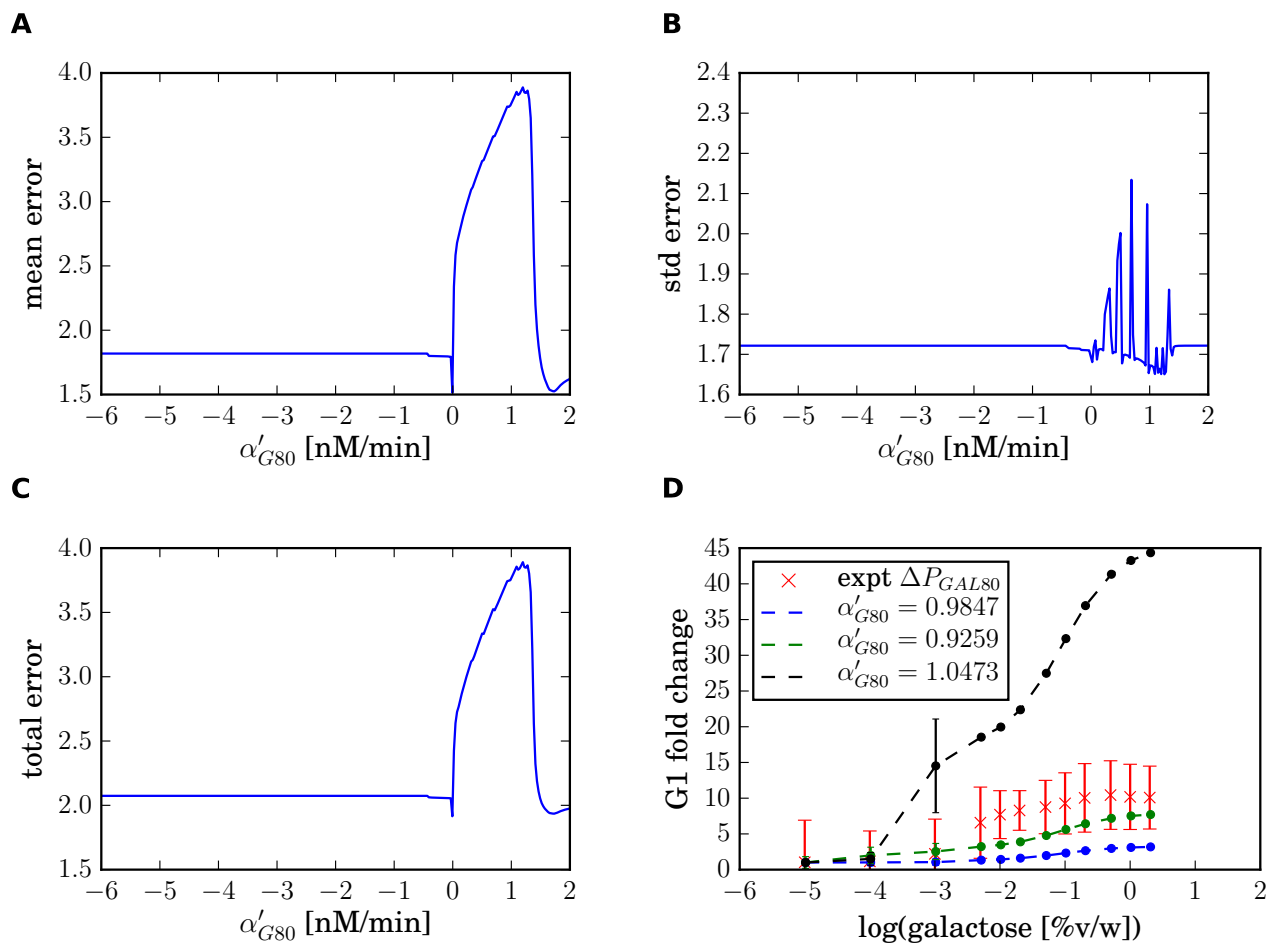 A
4.0
3.5
3.0
2.5
2.0
1.5
mean error
−6 −5 −4 −3 −2 −1 0 1 2
α′G80 [nM/min]
B
2.4
2.3
2.2
2.1
2.0
1.9
1.8
1.7
1.6
std error
−6 −5 −4 −3 −2 −1 0 1 2
α′G80 [nM/min]
C
4.0
3.5
3.0
2.5
2.0
1.5
total error
−6 −5 −4 −3 −2 −1 0 1 2
α′G80 [nM/min]
D
45
40
35
30
25
20
15
10
5
0
G1 fold change
expt ΔPGAL80
α′G80 = 0.9847
α′G80 = 0.9259
α′G80 = 1.0473
−6 −5 −4 −3 −2 −1 0 1 2
log(galactose [%v/w])